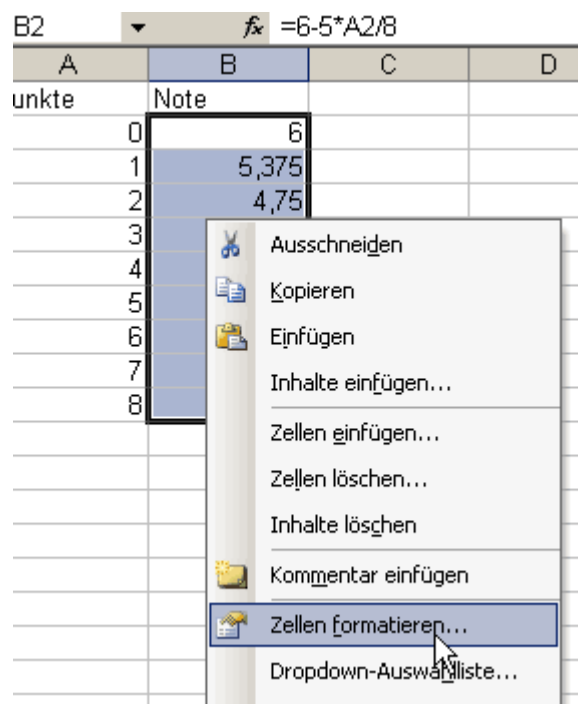 B2 fx =6-5*A2/8
A B C D
unkte Note
0 6
1 5,375
2 4,75
3
4
5
6
7
8
Ausschneiden
Kopieren
Einfügen
Inhalte einfügen...
Zellen einfügen...
Zellen löschen...
Inhalte löschen
Kommentar einfügen
Zellen formatieren...
Dropdown-Auswahlliste...